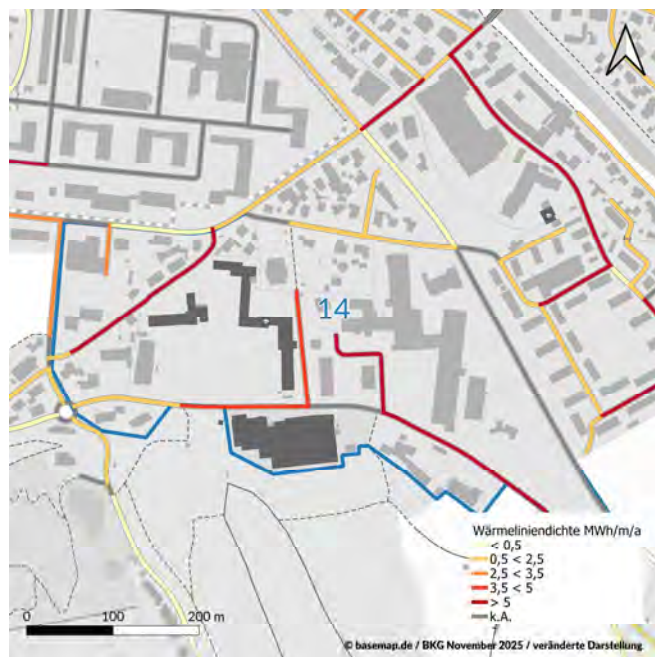 14
Wärmeliniendichte MWh/m/a
< 0,5
0,5 < 2,5
2,5 < 3,5
3,5 < 5
> 5
k.A.
0 100 200 m
© basemap.de / BKG November 2025 / veränderte Darstellung